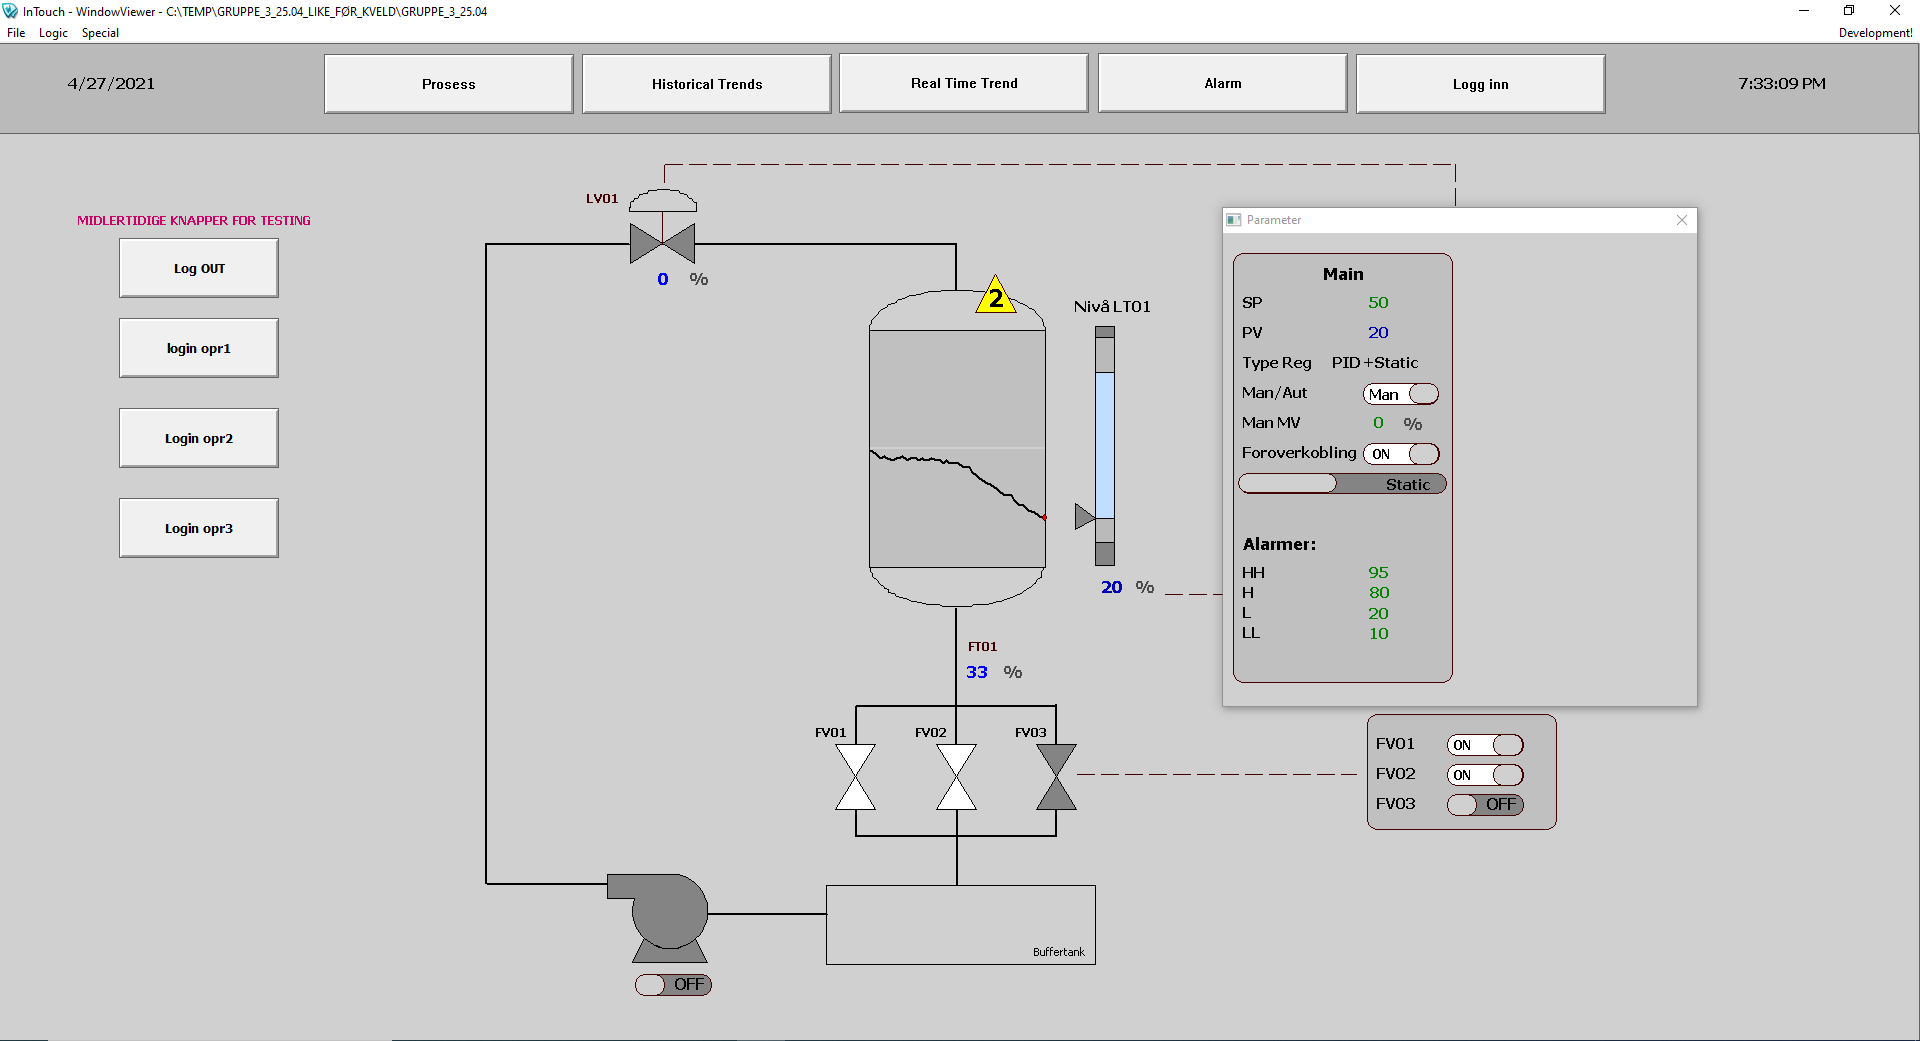 InTouch - WindowViewer - C:\TEMP\GRUPPE_3_25.04_LIKE_FØR_KVELD\GRUPPE_3_25.04
File Logic Special Development!
4/27/2021 Prosess Historical Trends Real Time Trend Alarm Logg inn 7:33:09 PM
MIDLERTIDIGE KNAPPER FOR TESTING
Log OUT
login opr1
Login opr2
Login opr3
LV01
0 %
2
Nivå LT01
20 %
FT01
33 %
FV01 FV02 FV03
Buffertank
OFF
Parameter
Main
SP 50
PV 20
Type Reg PID+Static
Man/Aut Man
Man MV 0 %
Foroverkobling ON
Static
Alarmer:
HH 95
H 80
L 20
LL 10
FV01 ON
FV02 ON
FV03 OFF